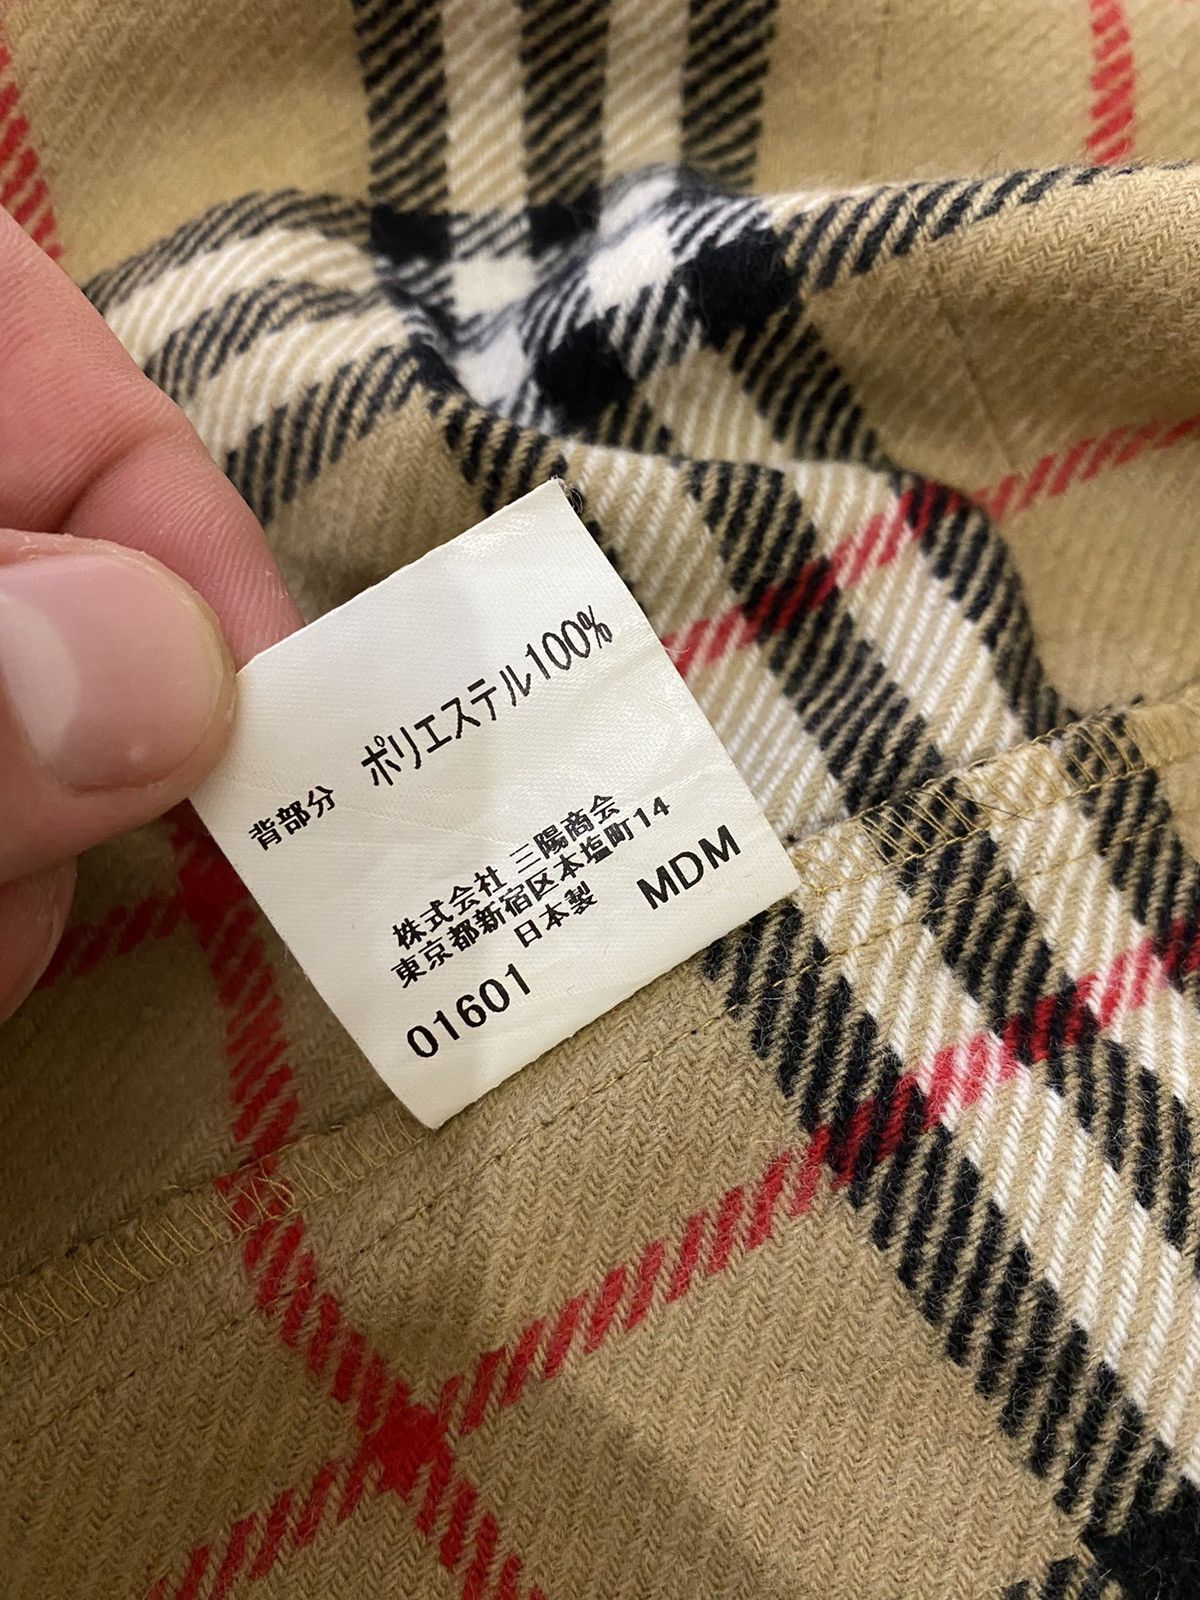 背部分 ポリエステル100%
株式会社 三陽商会
東京都新宿区本塩町14
日本製 MDM
01601